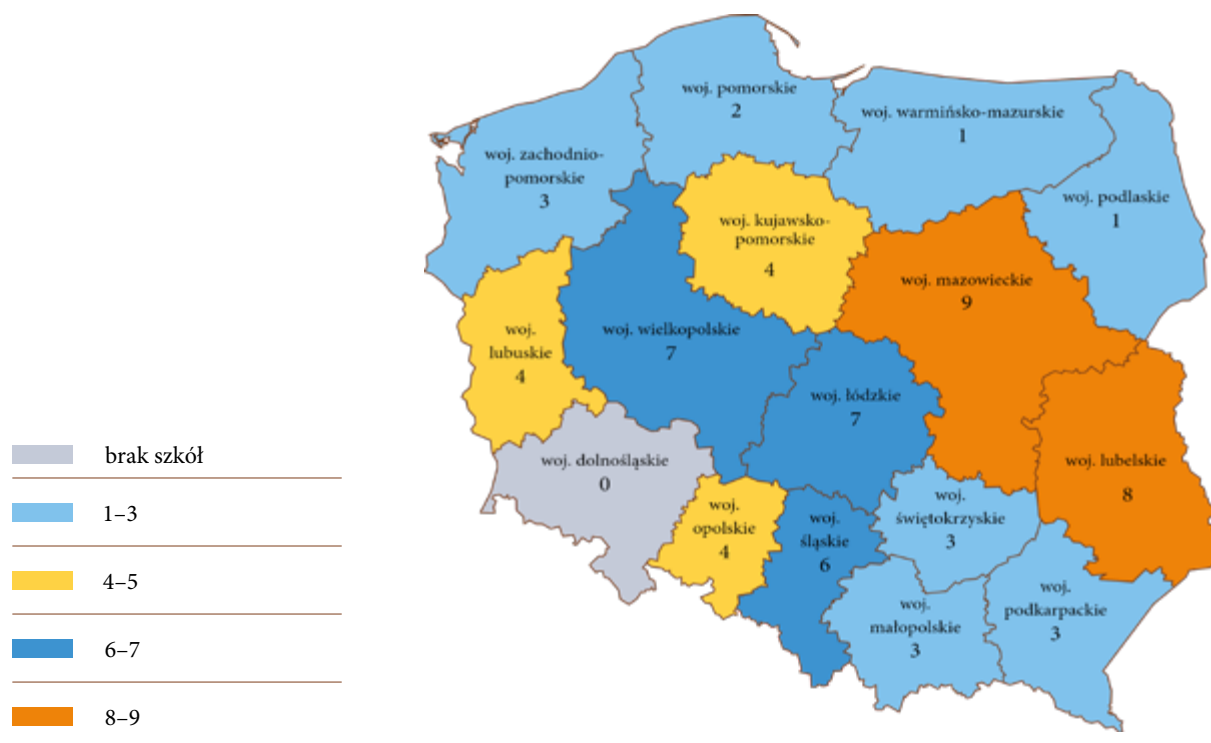 woj. pomorskie
2
woj. warmińsko-mazurskie
1
woj. zachodnio-
pomorskie
3
woj. podlaskie
1
woj. kujawsko-
pomorskie
4
woj. mazowieckie
9
woj.
lubuskie
4
woj. wielkopolskie
7
woj. łódzkie
7
woj. dolnośląskie
0
woj. lubelskie
8
woj.
opolskie
4
woj.
śląskie
6
woj.
świętokrzyskie
3
woj.
małopolskie
3
woj.
podkarpackie
3
brak szkół
1–3
4–5
6–7
8–9